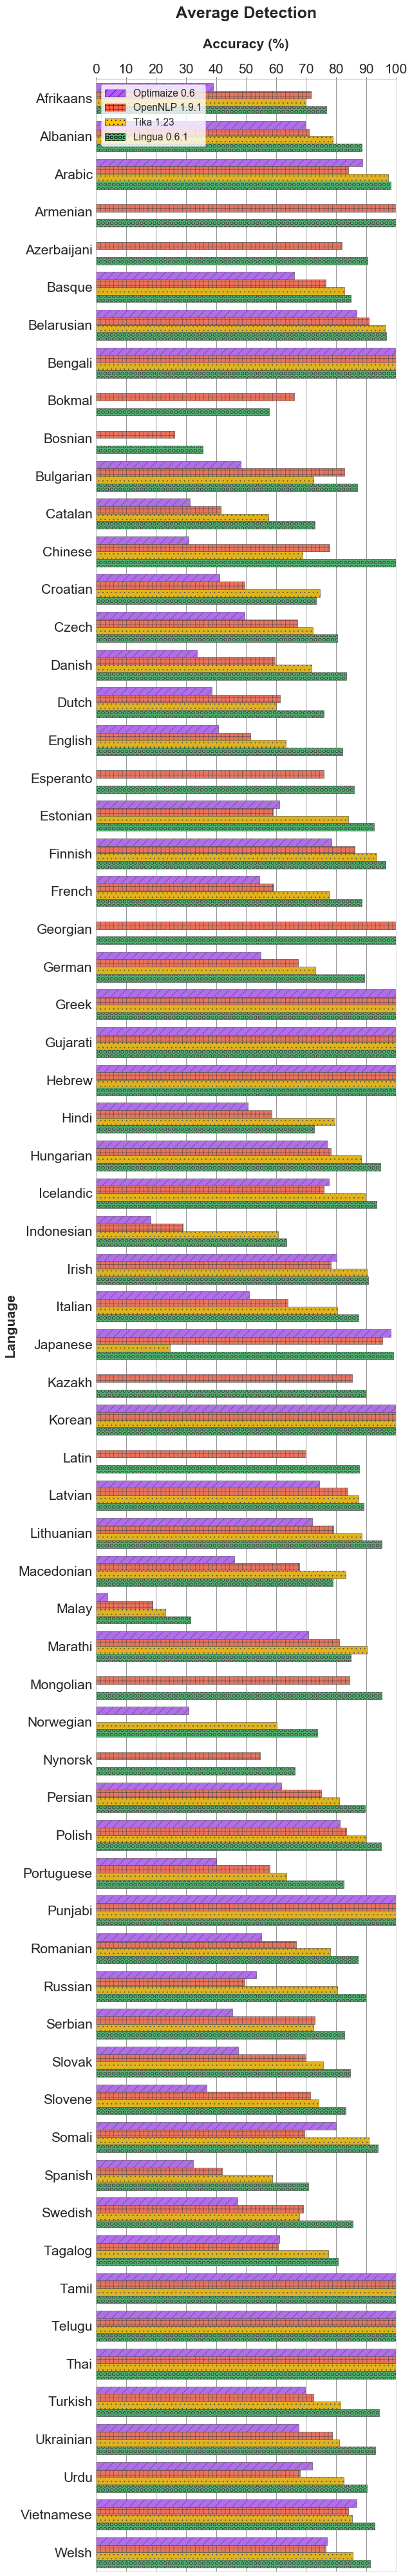 Average Detection
Accuracy (%)
0 10 20 30 40 50 60 70 80 90 100
Optimaize 0.6
OpenNLP 1.9.1
Tika 1.23
Lingua 0.6.1
Afrikaans
Albanian
Arabic
Armenian
Azerbaijani
Basque
Belarusian
Bengali
Bokmal
Bosnian
Bulgarian
Catalan
Chinese
Croatian
Czech
Danish
Dutch
English
Esperanto
Estonian
Finnish
French
Georgian
German
Greek
Gujarati
Hebrew
Hindi
Hungarian
Icelandic
Indonesian
Irish
Italian
Language
Japanese
Kazakh
Korean
Latin
Latvian
Lithuanian
Macedonian
Malay
Marathi
Mongolian
Norwegian
Nynorsk
Persian
Polish
Portuguese
Punjabi
Romanian
Russian
Serbian
Slovak
Slovene
Somali
Spanish
Swedish
Tagalog
Tamil
Telugu
Thai
Turkish
Ukrainian
Urdu
Vietnamese
Welsh